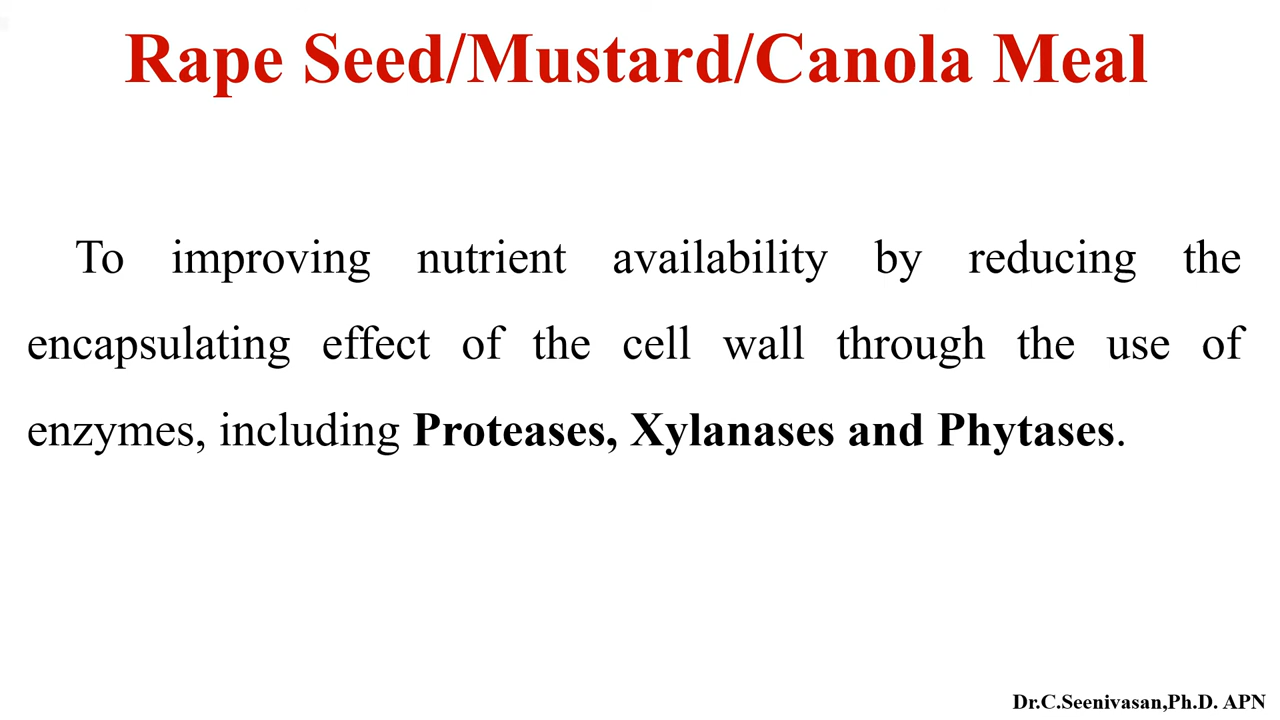 Rape Seed/Mustard/Canola Meal
To improving nutrient availability by reducing the
encapsulating effect of the cell wall through the use of
enzymes, including Proteases, Xylanases and Phytases.
Dr.C.Seenivasan,Ph.D. APN